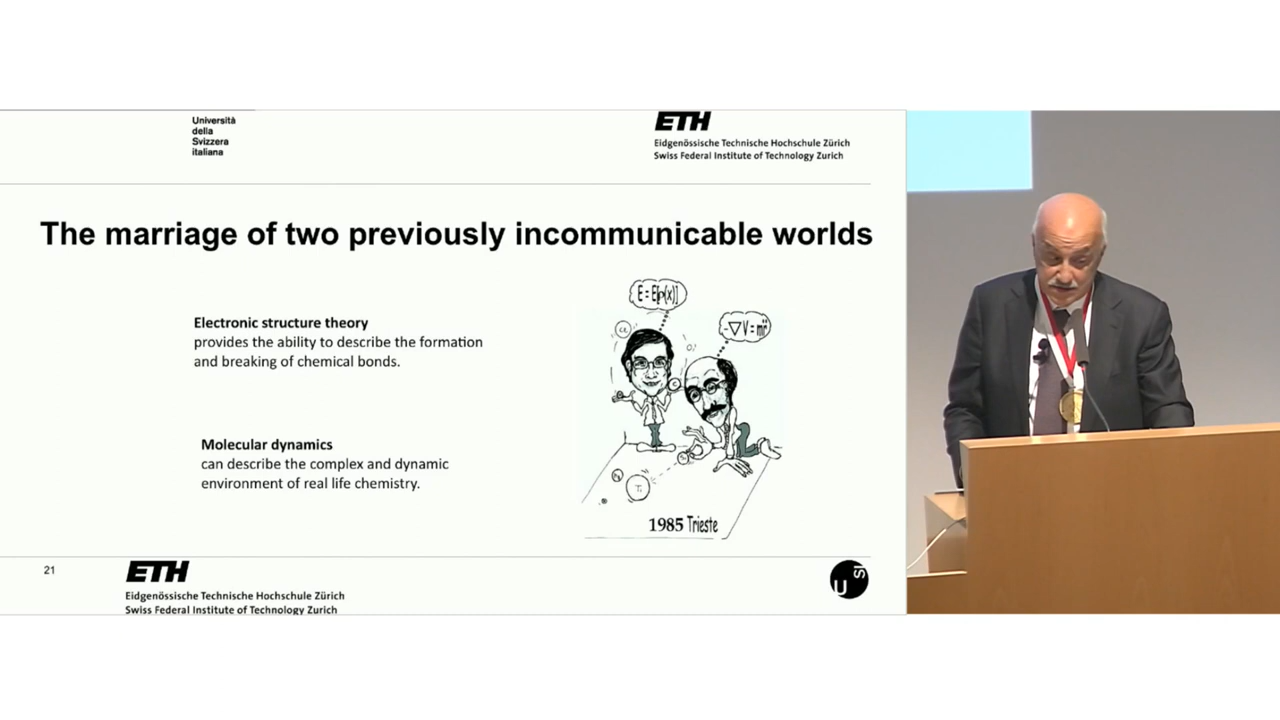 Università
della
Svizzera
italiana
ETH
Eidgenössische Technische Hochschule Zürich
Swiss Federal Institute of Technology Zurich
The marriage of two previously incommunicable worlds
Electronic structure theory
provides the ability to describe the formation
and breaking of chemical bonds.
Molecular dynamics
can describe the complex and dynamic
environment of real life chemistry.
E=E[ρ(x)]
-∇V=mr̈
Ti
1985 Trieste
21
ETH
Eidgenössische Technische Hochschule Zürich
Swiss Federal Institute of Technology Zurich
U SI